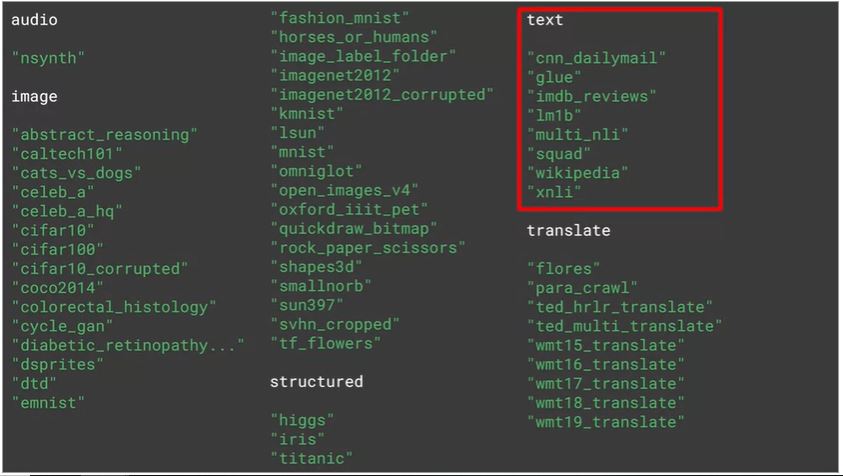 audio
"nsynth"
image
"abstract_reasoning"
"caltech101"
"cats_vs_dogs"
"celeb_a"
"celeb_a_hq"
"cifar10"
"cifar100"
"cifar10_corrupted"
"coco2014"
"colorectal_histology"
"cycle_gan"
"diabetic_retinopathy..."
"dsprites"
"dtd"
"emnist"
"fashion_mnist"
"horses_or_humans"
"image_label_folder"
"imagenet2012"
"imagenet2012_corrupted"
"kmnist"
"lsun"
"mnist"
"omniglot"
"open_images_v4"
"oxford_iiit_pet"
"quickdraw_bitmap"
"rock_paper_scissors"
"shapes3d"
"smallnorb"
"sun397"
"svhn_cropped"
"tf_flowers"
structured
"higgs"
"iris"
"titanic"
text
"cnn_dailymail"
"glue"
"imdb_reviews"
"lm1b"
"multi_nli"
"squad"
"wikipedia"
"xnli"
translate
"flores"
"para_crawl"
"ted_hrlr_translate"
"ted_multi_translate"
"wmt15_translate"
"wmt16_translate"
"wmt17_translate"
"wmt18_translate"
"wmt19_translate"